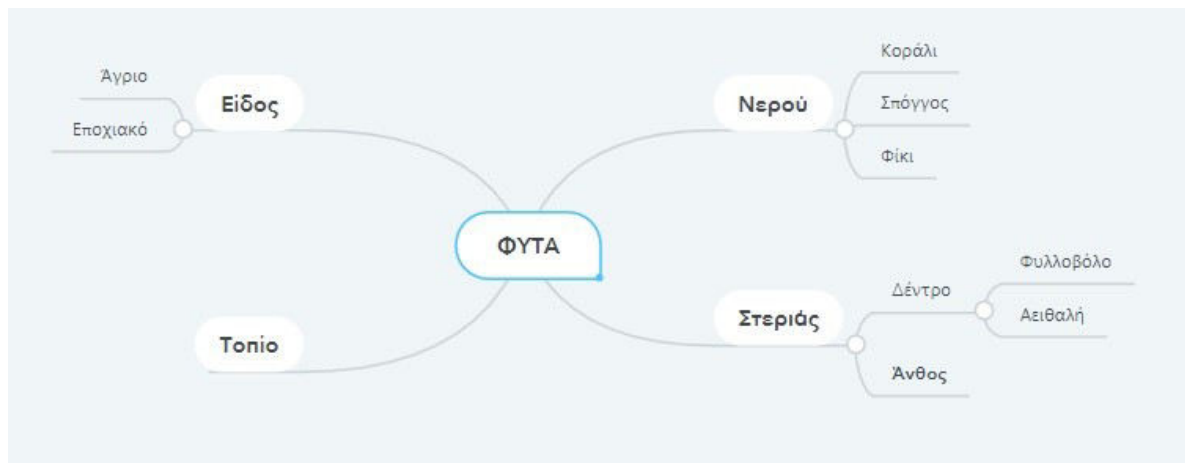 Άγριο
Εποχιακό
Είδος
Τοπίο
ΦΥΤΑ
Νερού
Κοράλι
Σπόγγος
Φίκι
Στεριάς
Δέντρο
Φυλλοβόλο
Αειθαλή
Άνθος